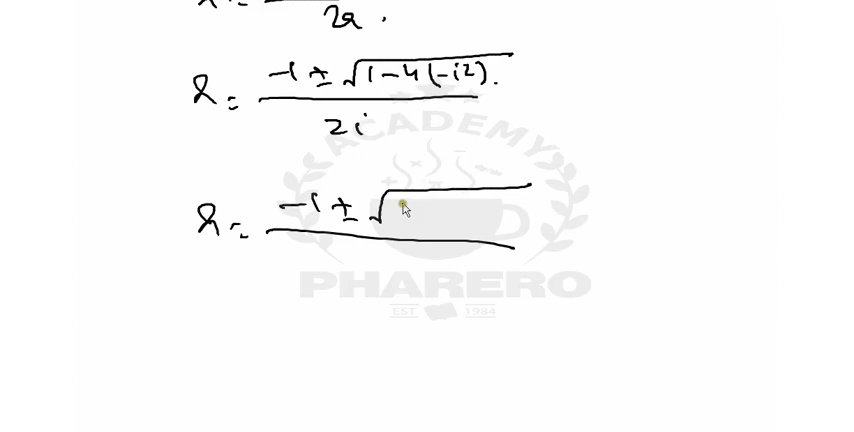 2a .
x = -1 ± √1-4(-i2) .
2i
ACADEMY
x = -1 ± √
PHARERO
EST 1984